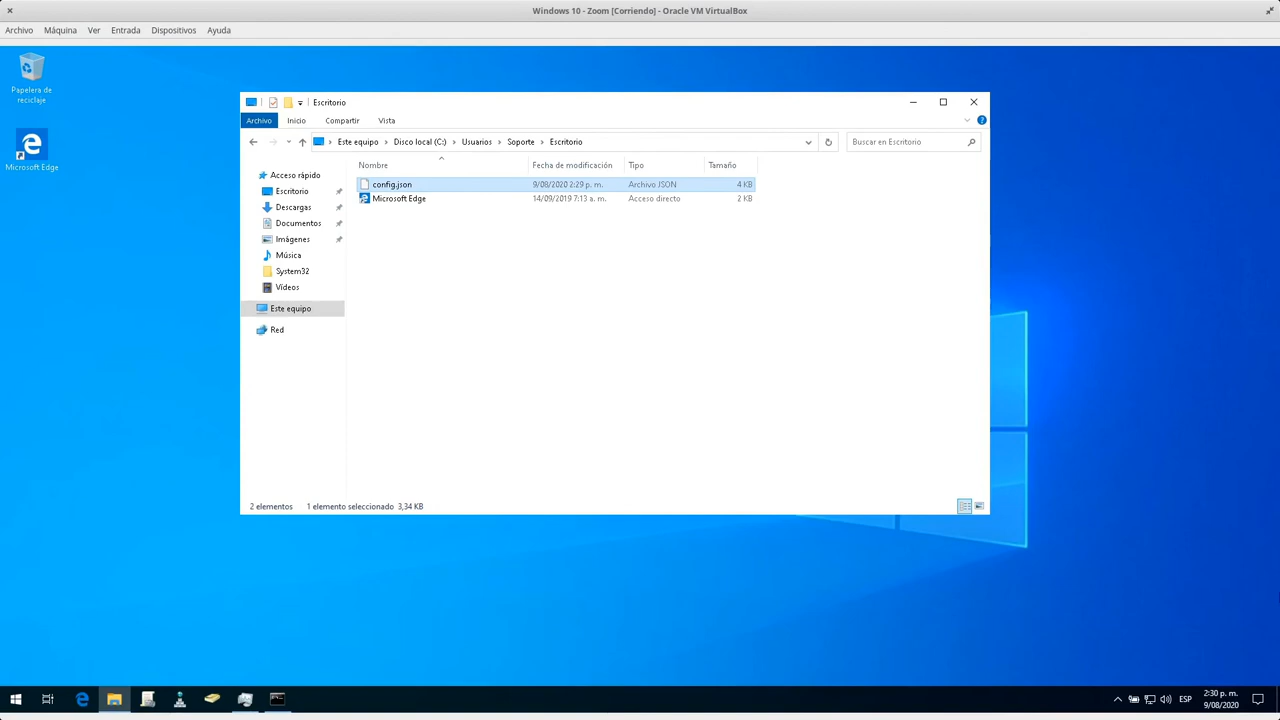 Windows 10 - Zoom [Corriendo] - Oracle VM VirtualBox
Archivo Máquina Ver Entrada Dispositivos Ayuda
Papelera de
reciclaje
Microsoft Edge
Escritorio
Archivo Inicio Compartir Vista
Este equipo Disco local (C:) Usuarios Soporte Escritorio
Buscar en Escritorio
Nombre Fecha de modificación Tipo Tamaño
config.json 9/08/2020 2:29 p. m. Archivo JSON 4 KB
Microsoft Edge 14/09/2019 7:13 a. m. Acceso directo 2 KB
Acceso rápido
Escritorio
Descargas
Documentos
Imágenes
Música
System32
Vídeos
Este equipo
Red
2 elementos 1 elemento seleccionado 3,34 KB
ESP
2:30 p. m.
9/08/2020